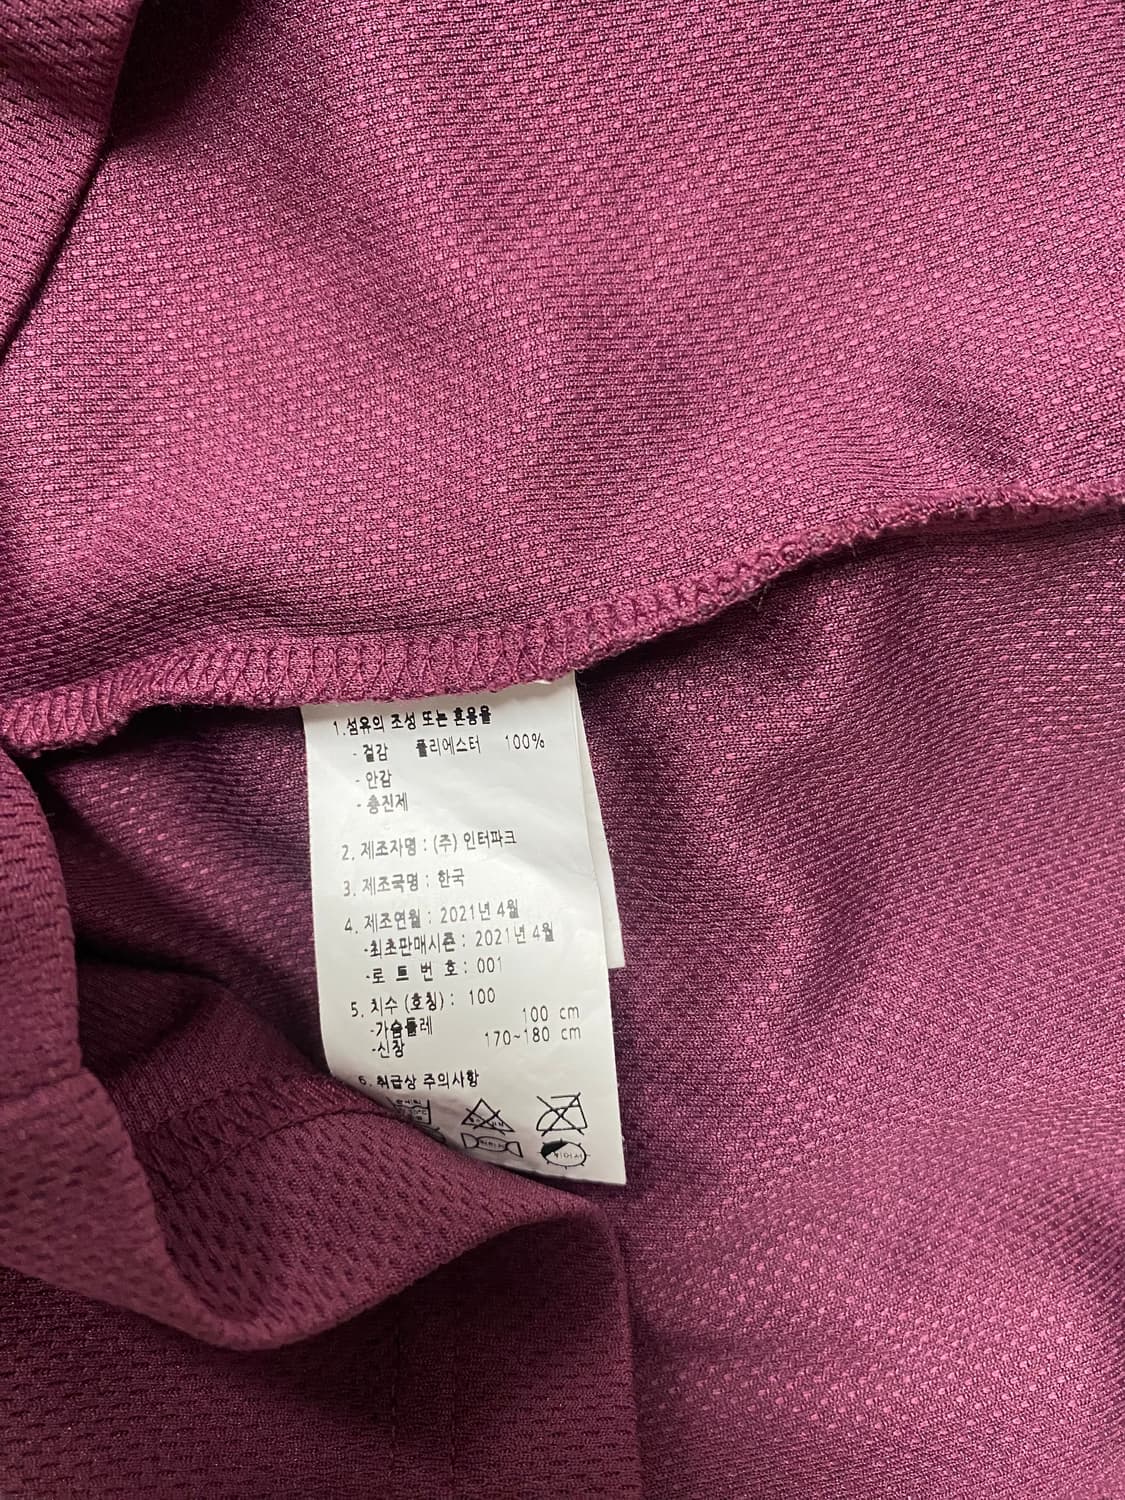 1.섬유의 조성 또는 혼용율
- 겉감 폴리에스터 100%
- 안감
- 충진제
2. 제조자명 : (주) 인터파크
3. 제조국명 : 한국
4. 제조연월 : 2021년 4월
-최초판매시즌 : 2021년 4월
-로 트 번 호 : 001
5. 치수 (호칭) : 100
-가슴둘레 100 cm
-신장 170~180 cm
6. 취급상 주의사항